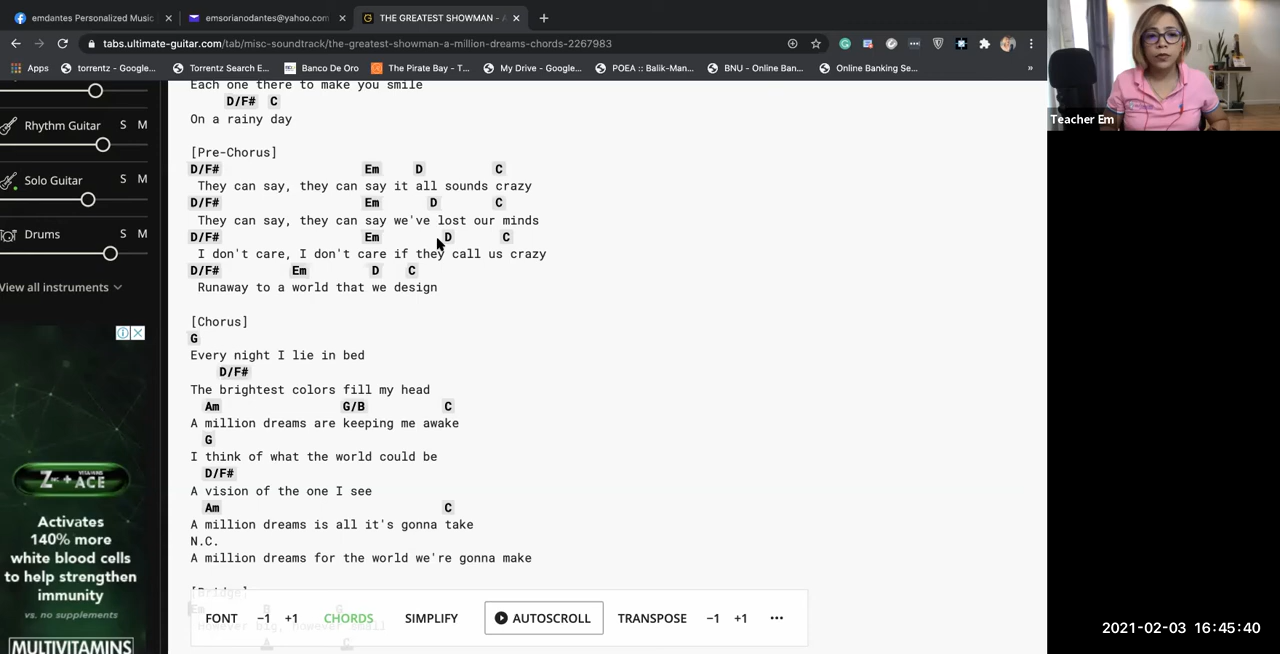 emdantes Personalized Music
emsorianodantes@yahoo.com
THE GREATEST SHOWMAN - A
tabs.ultimate-guitar.com/tab/misc-soundtrack/the-greatest-showman-a-million-dreams-chords-2267983
Apps
torrentz - Google...
Torrentz Search E...
Banco De Oro
The Pirate Bay - T...
My Drive - Google...
POEA :: Balik-Man...
BNU - Online Ban...
Online Banking Se...
»
Teacher Em
Rhythm Guitar S M
Solo Guitar S M
Drums S M
View all instruments
Z INC + VITAMINS ACE
Activates
140% more
white blood cells
to help strengthen
immunity
vs. no supplements
MULTIVITAMINS
Each one there to make you smile
D/F# C
On a rainy day
[Pre-Chorus]
D/F# Em D C
They can say, they can say it all sounds crazy
D/F# Em D C
They can say, they can say we've lost our minds
D/F# Em D C
I don't care, I don't care if they call us crazy
D/F# Em D C
Runaway to a world that we design
[Chorus]
G
Every night I lie in bed
D/F#
The brightest colors fill my head
Am G/B C
A million dreams are keeping me awake
G
I think of what the world could be
D/F#
A vision of the one I see
Am C
A million dreams is all it's gonna take
N.C.
A million dreams for the world we're gonna make
[Bridge]
Em B G
However big, however small
A C
FONT −1 +1 CHORDS SIMPLIFY AUTOSCROLL TRANSPOSE −1 +1 •••
2021-02-03 16:45:40